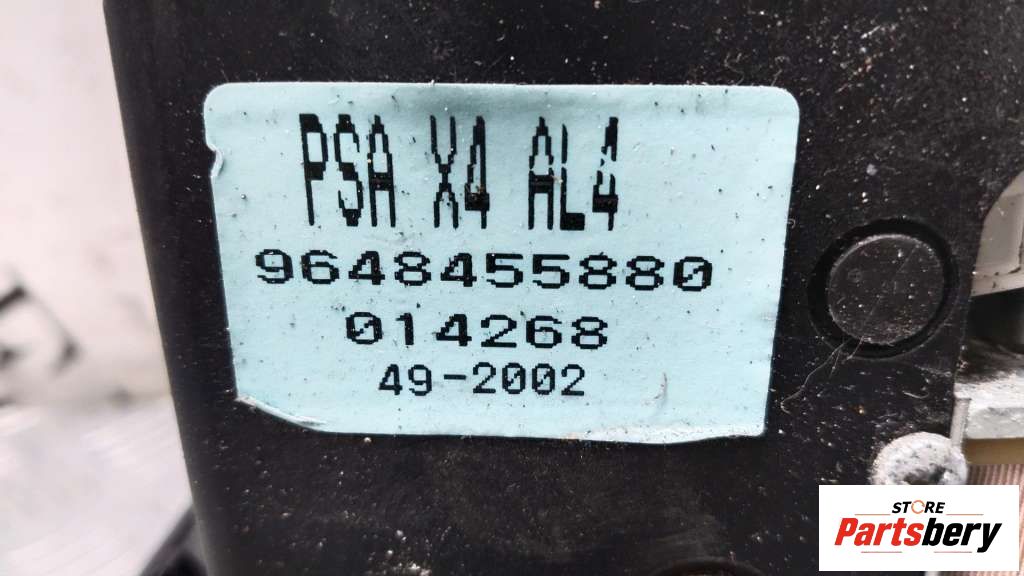 PSA X4 AL4
9648455880
014268
49-2002
STORE
Partsbery